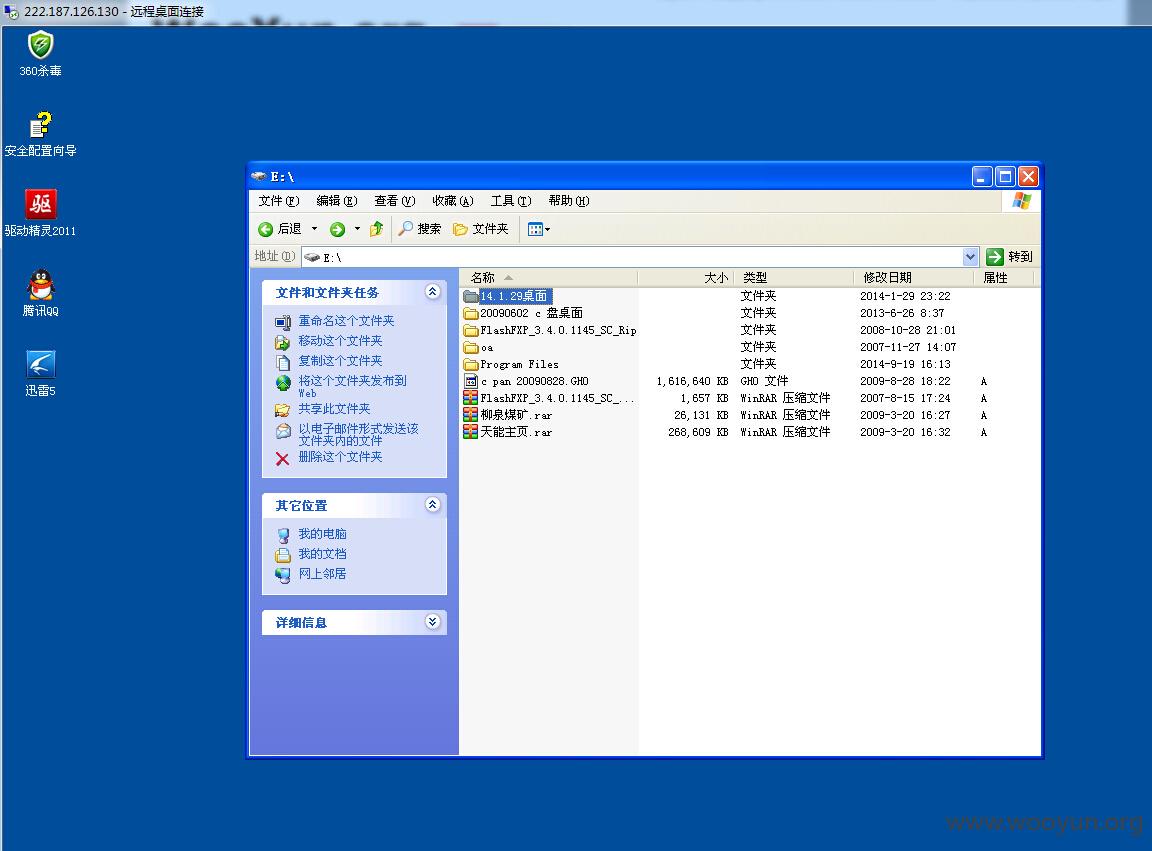 222.187.126.130 - 远程桌面连接
360杀毒
安全配置向导
驱
驱动精灵2011
腾讯QQ
迅雷5
E:\
文件(F) 编辑(E) 查看(V) 收藏(A) 工具(T) 帮助(H)
后退 搜索 文件夹
地址(D) E:\ 转到
文件和文件夹任务
重命名这个文件夹
移动这个文件夹
复制这个文件夹
将这个文件夹发布到
Web
共享此文件夹
以电子邮件形式发送该
文件夹内的文件
删除这个文件夹
其它位置
我的电脑
我的文档
网上邻居
详细信息
名称 大小 类型 修改日期 属性
14.1.29桌面 文件夹 2014-1-29 23:22
20090602 c 盘桌面 文件夹 2013-6-26 8:37
FlashFXP_3.4.0.1145_SC_Rip 文件夹 2008-10-28 21:01
oa 文件夹 2007-11-27 14:07
Program Files 文件夹 2014-9-19 16:13
c pan 20090828.GHO 1,616,640 KB GHO 文件 2009-8-28 18:22 A
FlashFXP_3.4.0.1145_SC_... 1,657 KB WinRAR 压缩文件 2007-8-15 17:24 A
柳泉煤矿.rar 26,131 KB WinRAR 压缩文件 2009-3-20 16:27 A
天能主页.rar 268,609 KB WinRAR 压缩文件 2009-3-20 16:32 A
www.wooyun.org